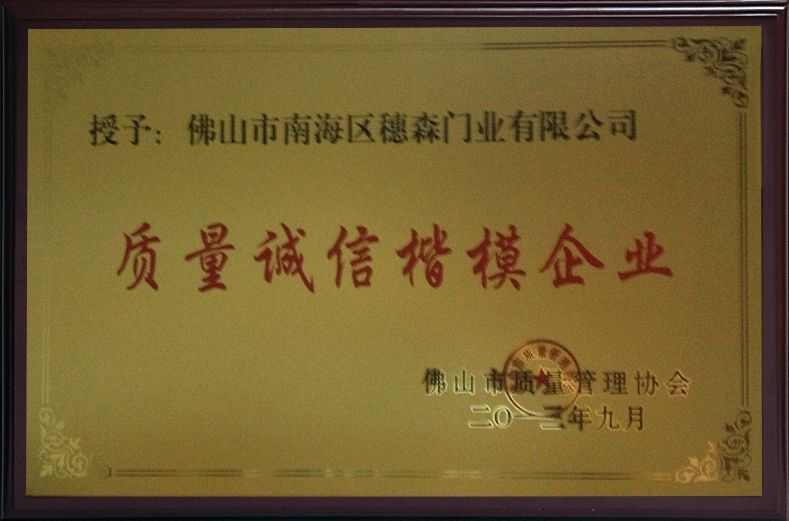 授予：佛山市南海区穗森门业有限公司
质量诚信楷模企业
佛山市质量管理协会
二〇一三年九月